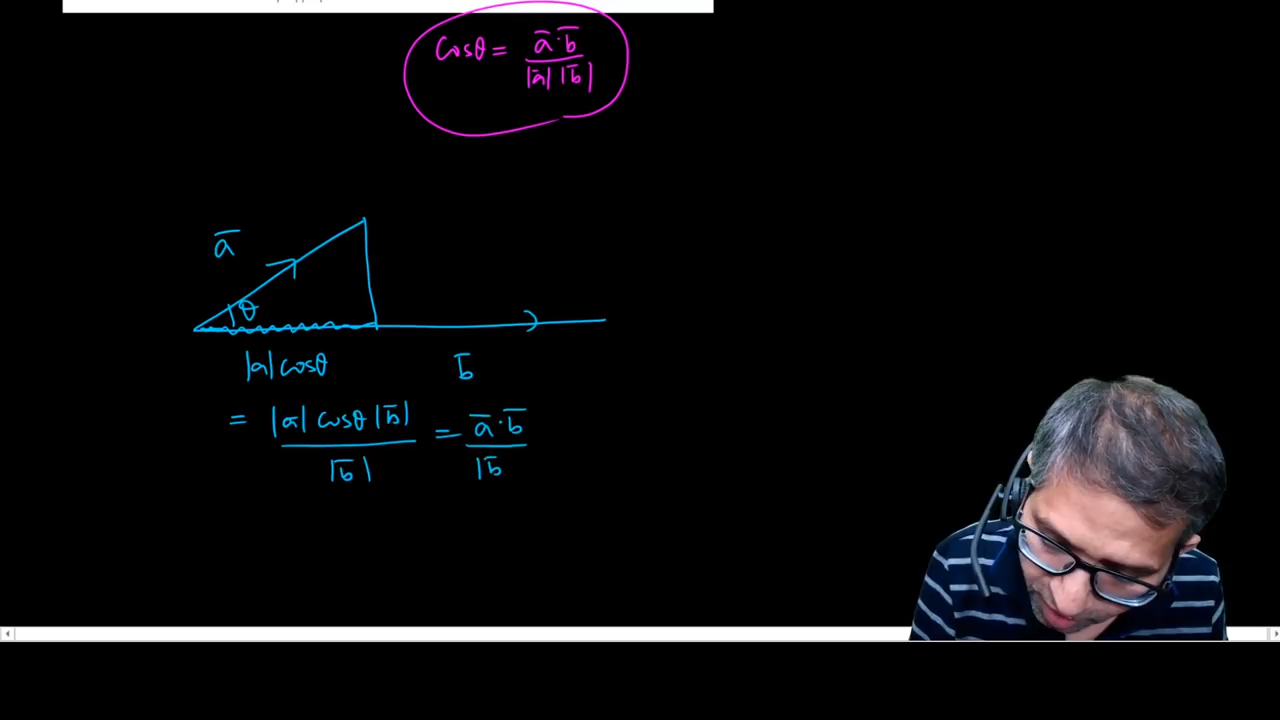 cosθ = a̅·b̅ / |a̅| |b̅|
a̅
θ
|a| cosθ b̅
= |a̅| cosθ |b̅| / |b̅| = a̅·b̅ / |b̅